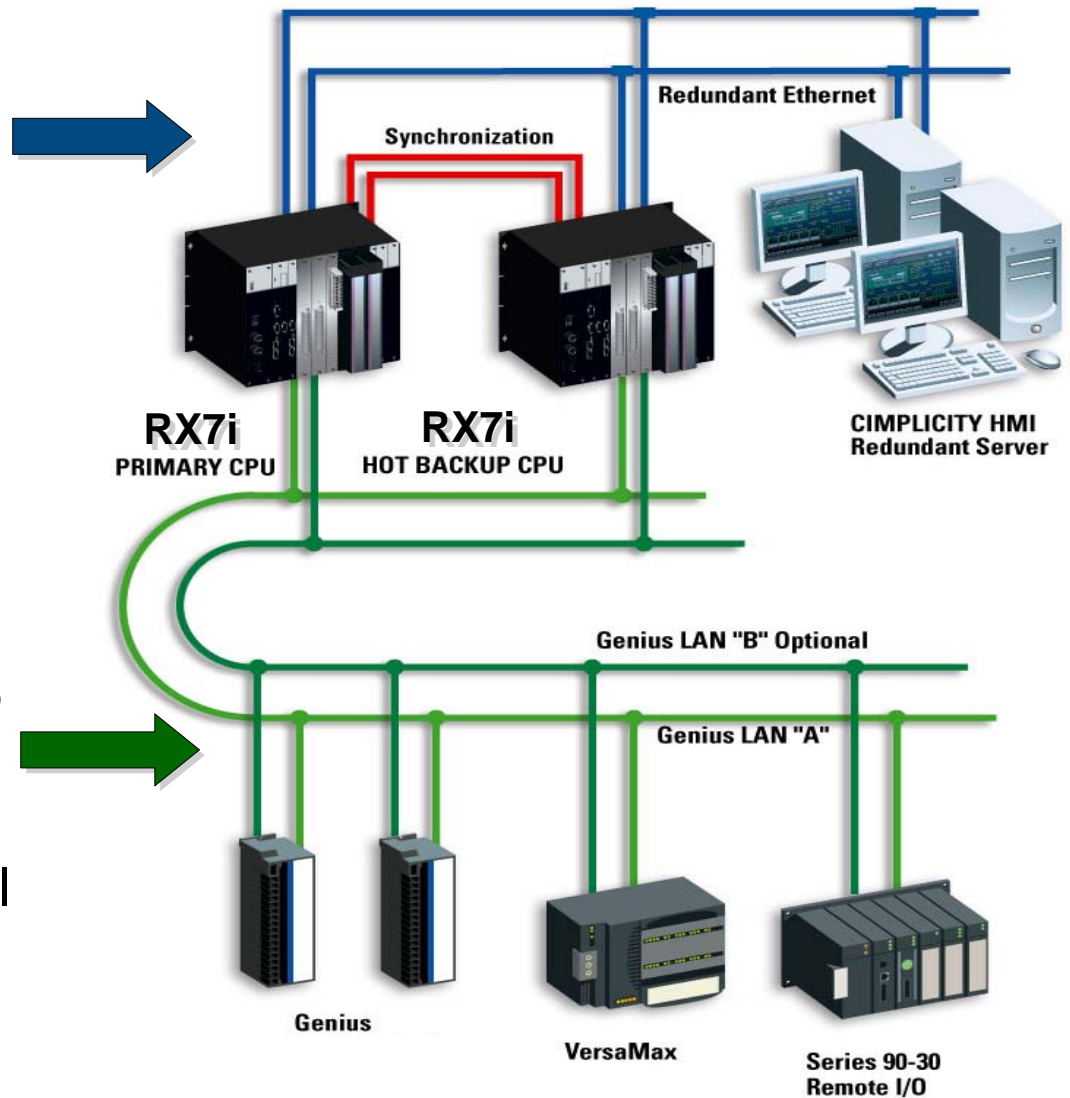 Redundant Ethernet
Synchronization
RX7i
PRIMARY CPU
RX7i
HOT BACKUP CPU
CIMPLICITY HMI
Redundant Server
Genius LAN "B" Optional
Genius LAN "A"
Genius
VersaMax
Series 90-30
Remote I/O